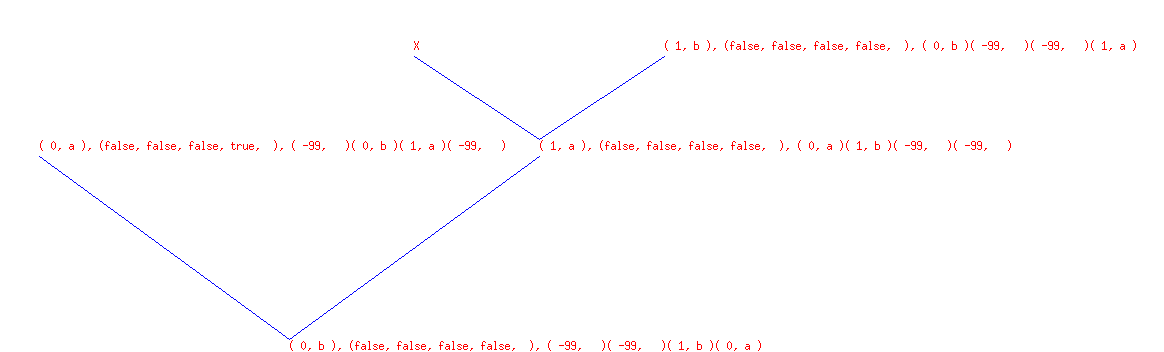 X
( 1, b ), (false, false, false, false,  ), ( 0, b )( -99,   )( -99,   )( 1, a )
( 0, a ), (false, false, false, true,  ), ( -99,   )( 0, b )( 1, a )( -99,   )
( 1, a ), (false, false, false, false,  ), ( 0, a )( 1, b )( -99,   )( -99,   )
( 0, b ), (false, false, false, false,  ), ( -99,   )( -99,   )( 1, b )( 0, a )